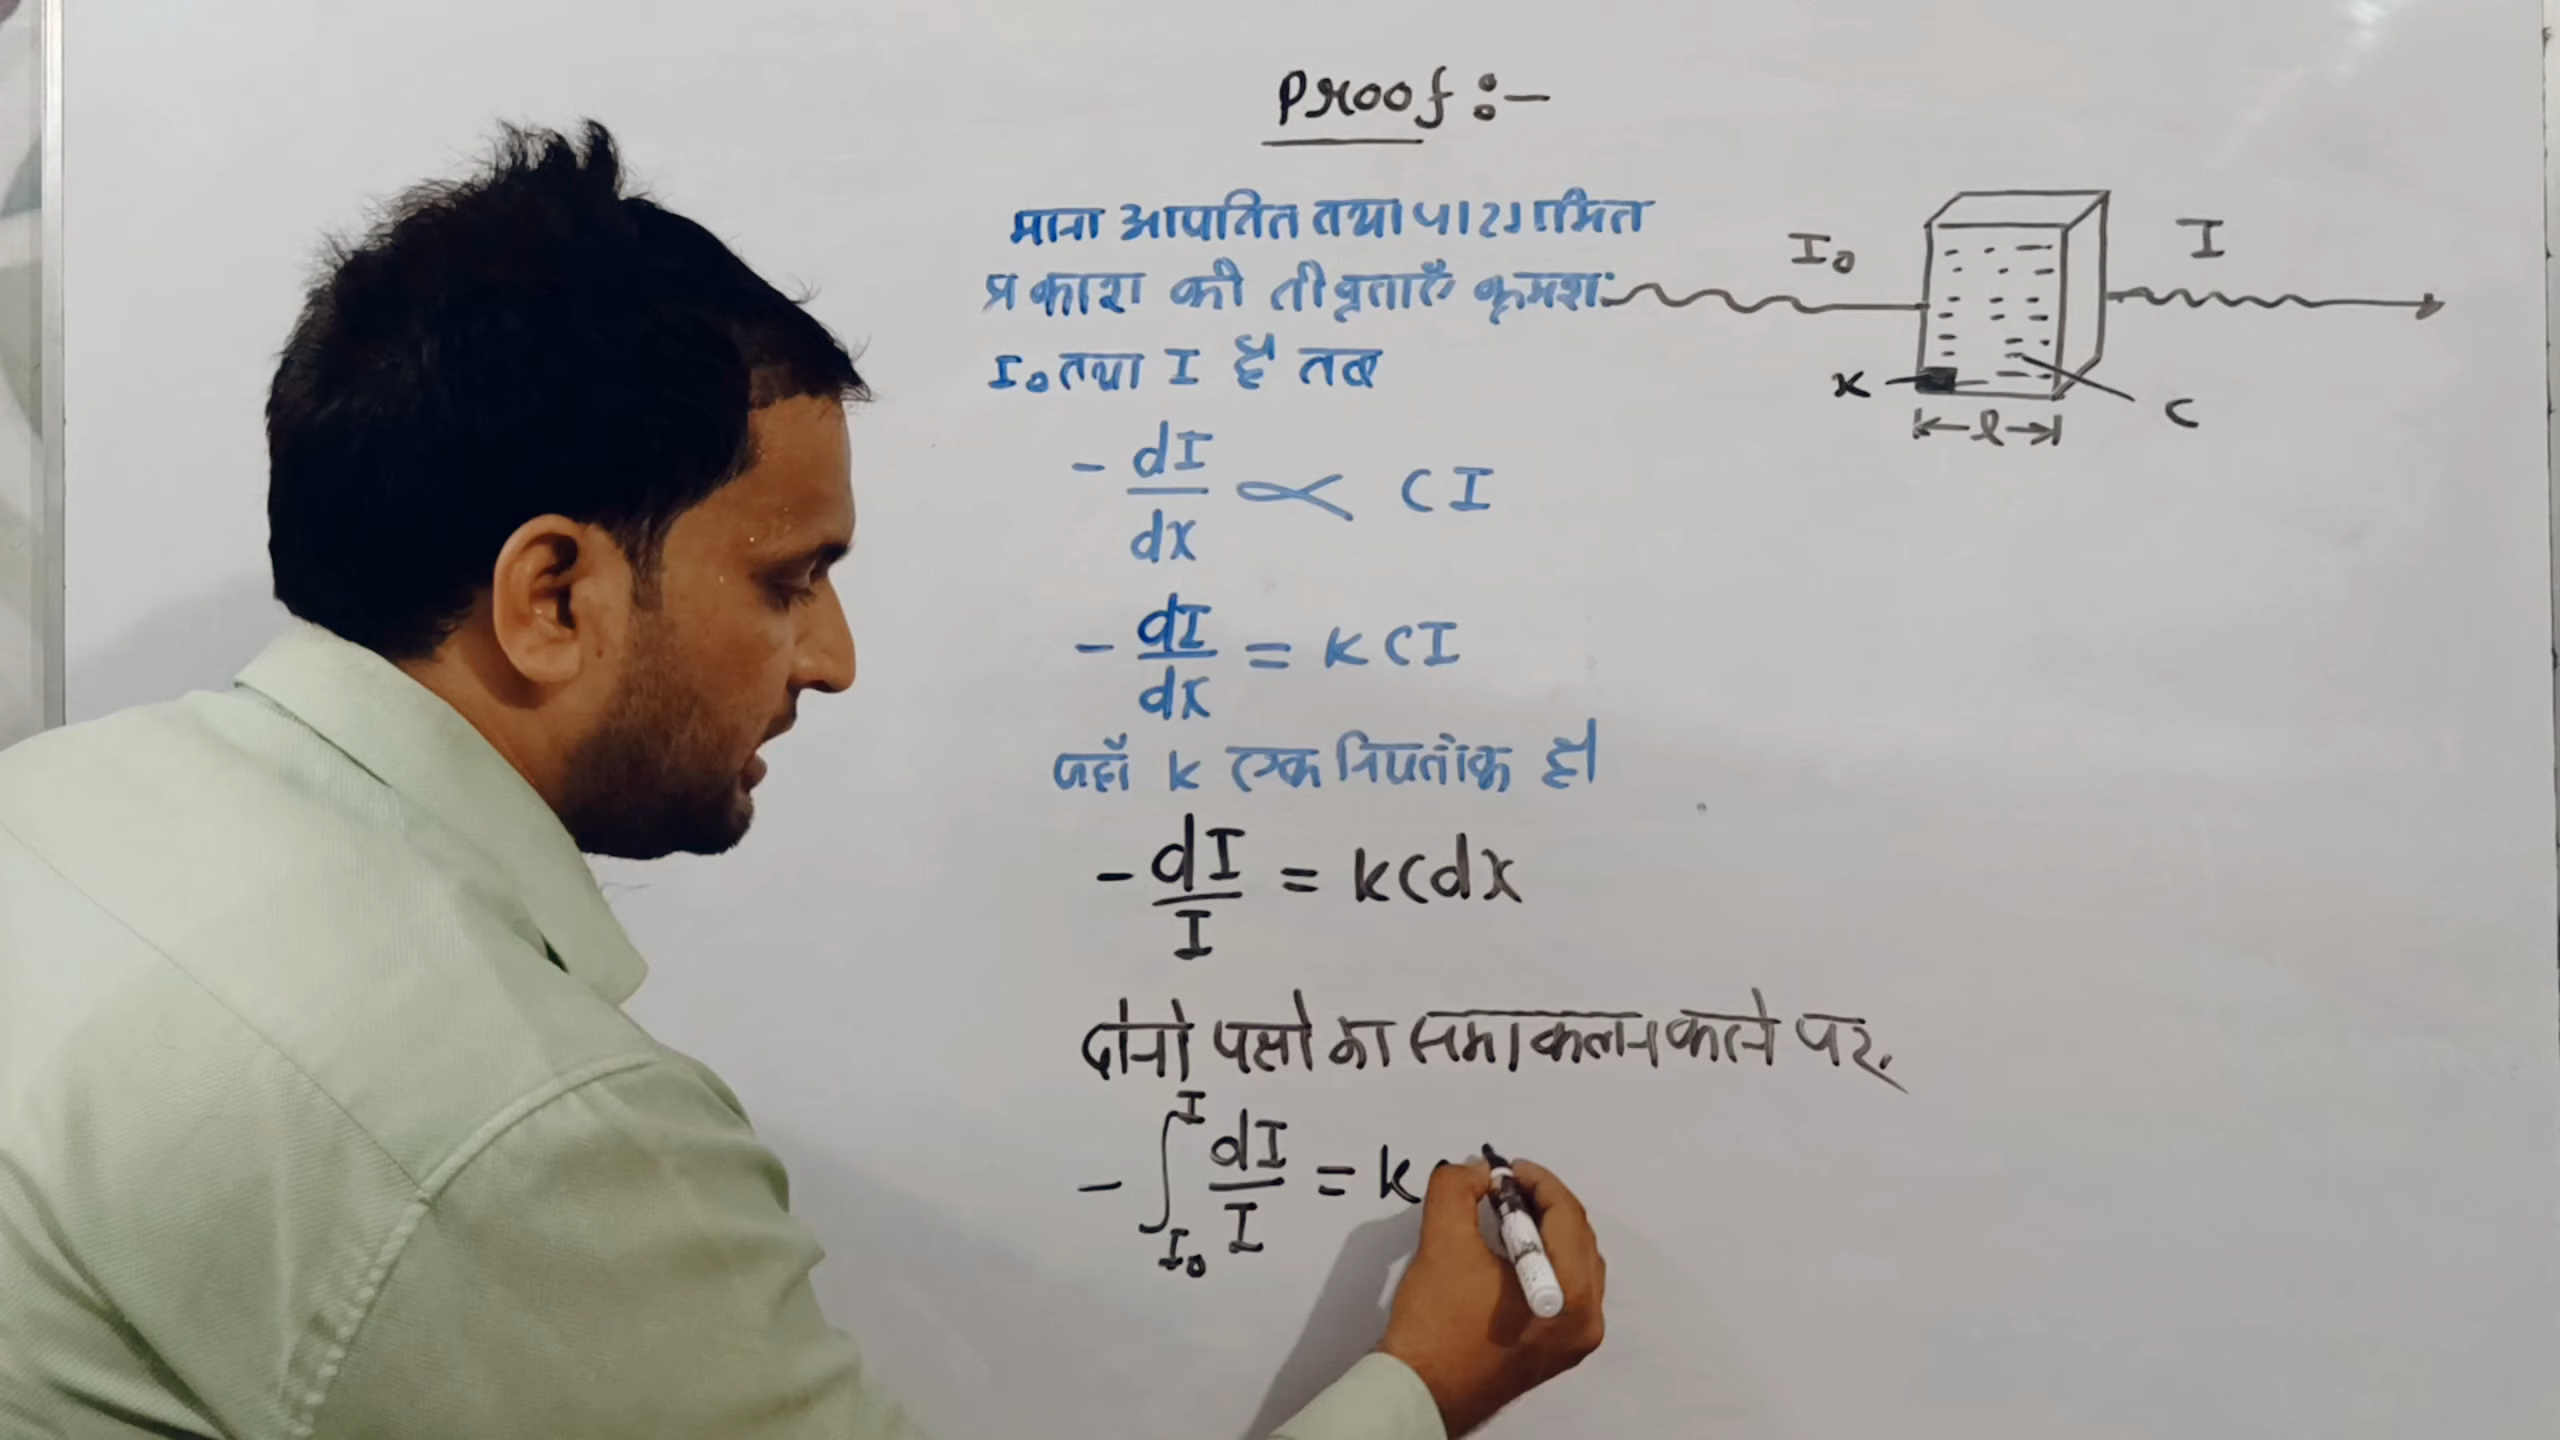 Proof :-
माना आपतित तथा पारगमित
प्रकाश की तीव्रताएँ क्रमशः
I₀ तथा I है तब
- dI/dx ∝ CI
- dI/dx = KCI
जहाँ K एक नियतांक है।
- dI/I = kcdx
दोनो पक्षो का समाकलन करने पर.
- ∫_{I₀}^{I} dI/I = k
I₀
I
x
C
l